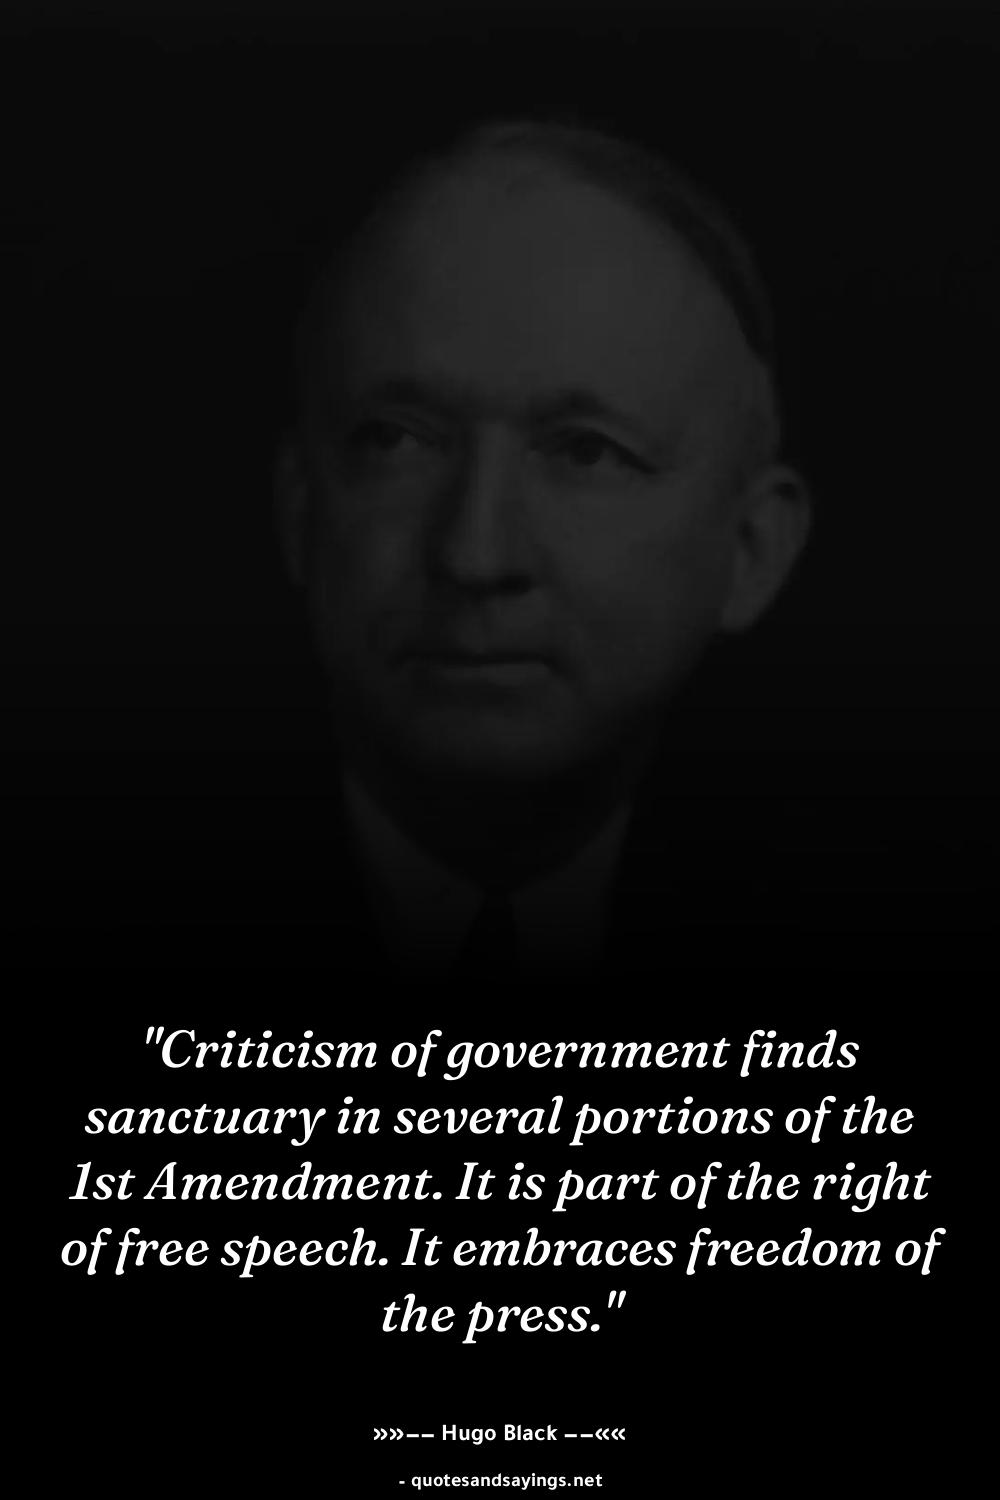 "Criticism of government finds
sanctuary in several portions of the
1st Amendment. It is part of the right
of free speech. It embraces freedom of
the press."
»»—— Hugo Black ——««
- quotesandsayings.net